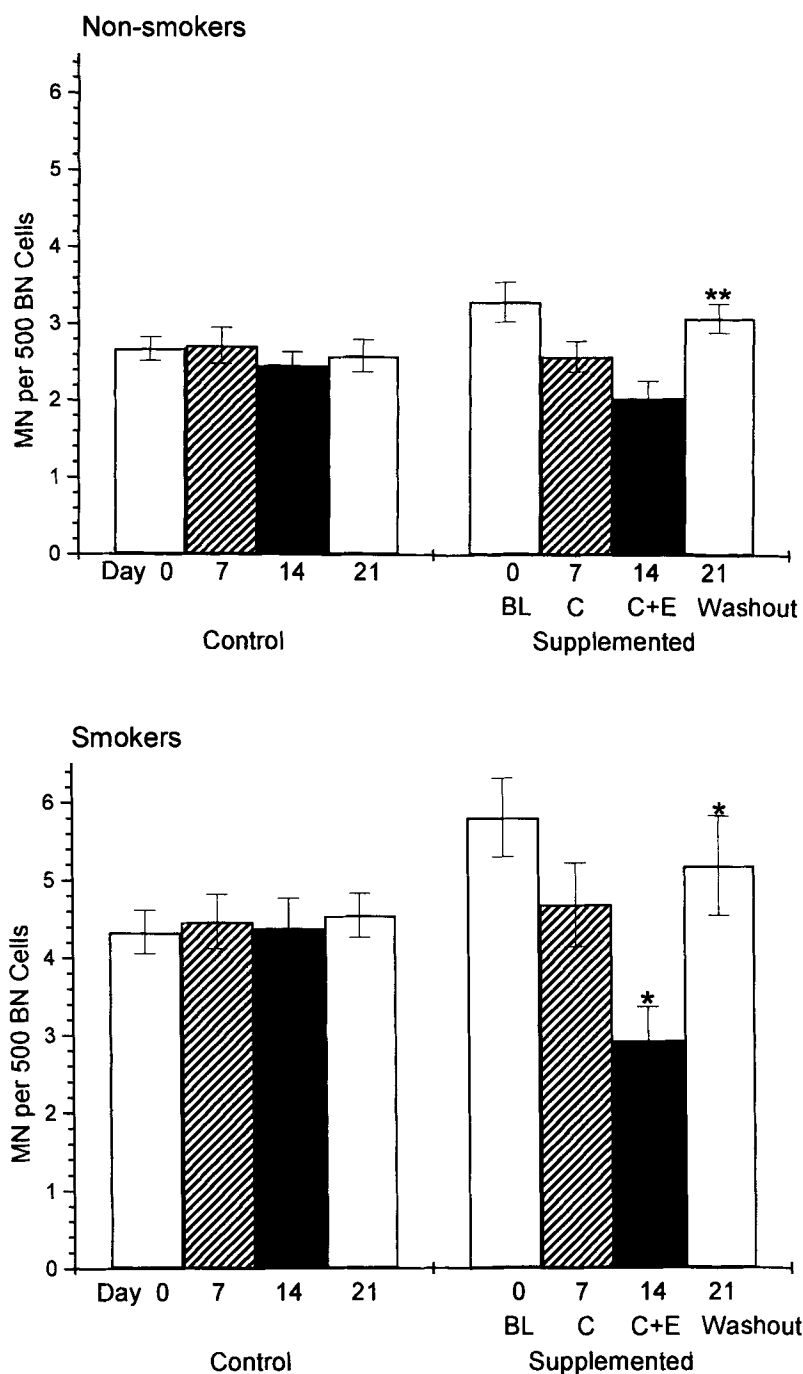 Non-smokers
6
5
4
3
2
1
0
MN per 500 BN Cells
**
Day 0 7 14 21 0 7 14 21
BL C C+E Washout
Control Supplemented
Smokers
6
5
4
3
2
1
0
MN per 500 BN Cells
*
*
Day 0 7 14 21 0 7 14 21
BL C C+E Washout
Control Supplemented